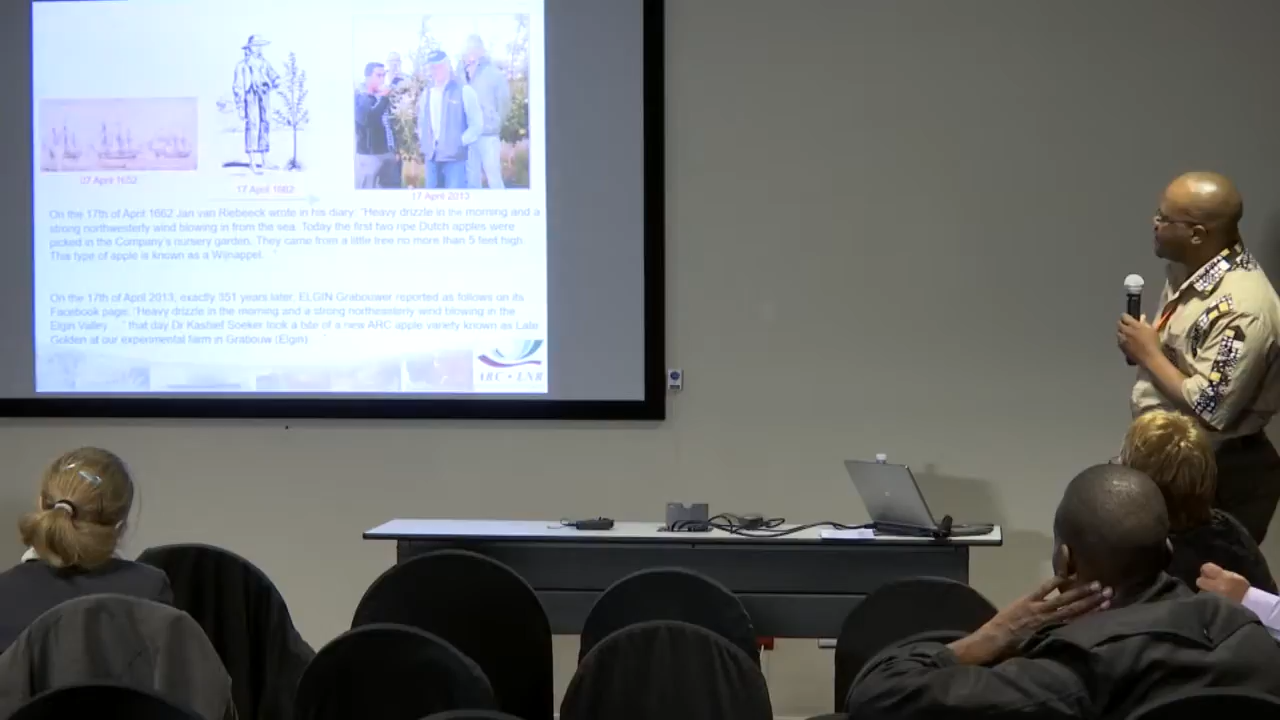 07 April 1652
17 April 1662
17 April 2013
On the 17th of April 1662 Jan van Riebeeck wrote in his diary: "Heavy drizzle in the morning and a
strong northwesterly wind blowing in from the sea. Today the first two ripe Dutch apples were
picked in the Company's nursery garden. They came from a little tree no more than 5 feet high.
This type of apple is known as a Wijnappel. "
On the 17th of April 2013, exactly 351 years later, ELGIN Grabouwer reported as follows on its
Facebook page: "Heavy drizzle in the morning and a strong northeasterly wind blowing in the
Elgin Valley ..." that day Dr Kashief Soeker took a bite of a new ARC apple variety known as Late
Golden at our experimental farm in Grabouw (Elgin)
ARC • LNR